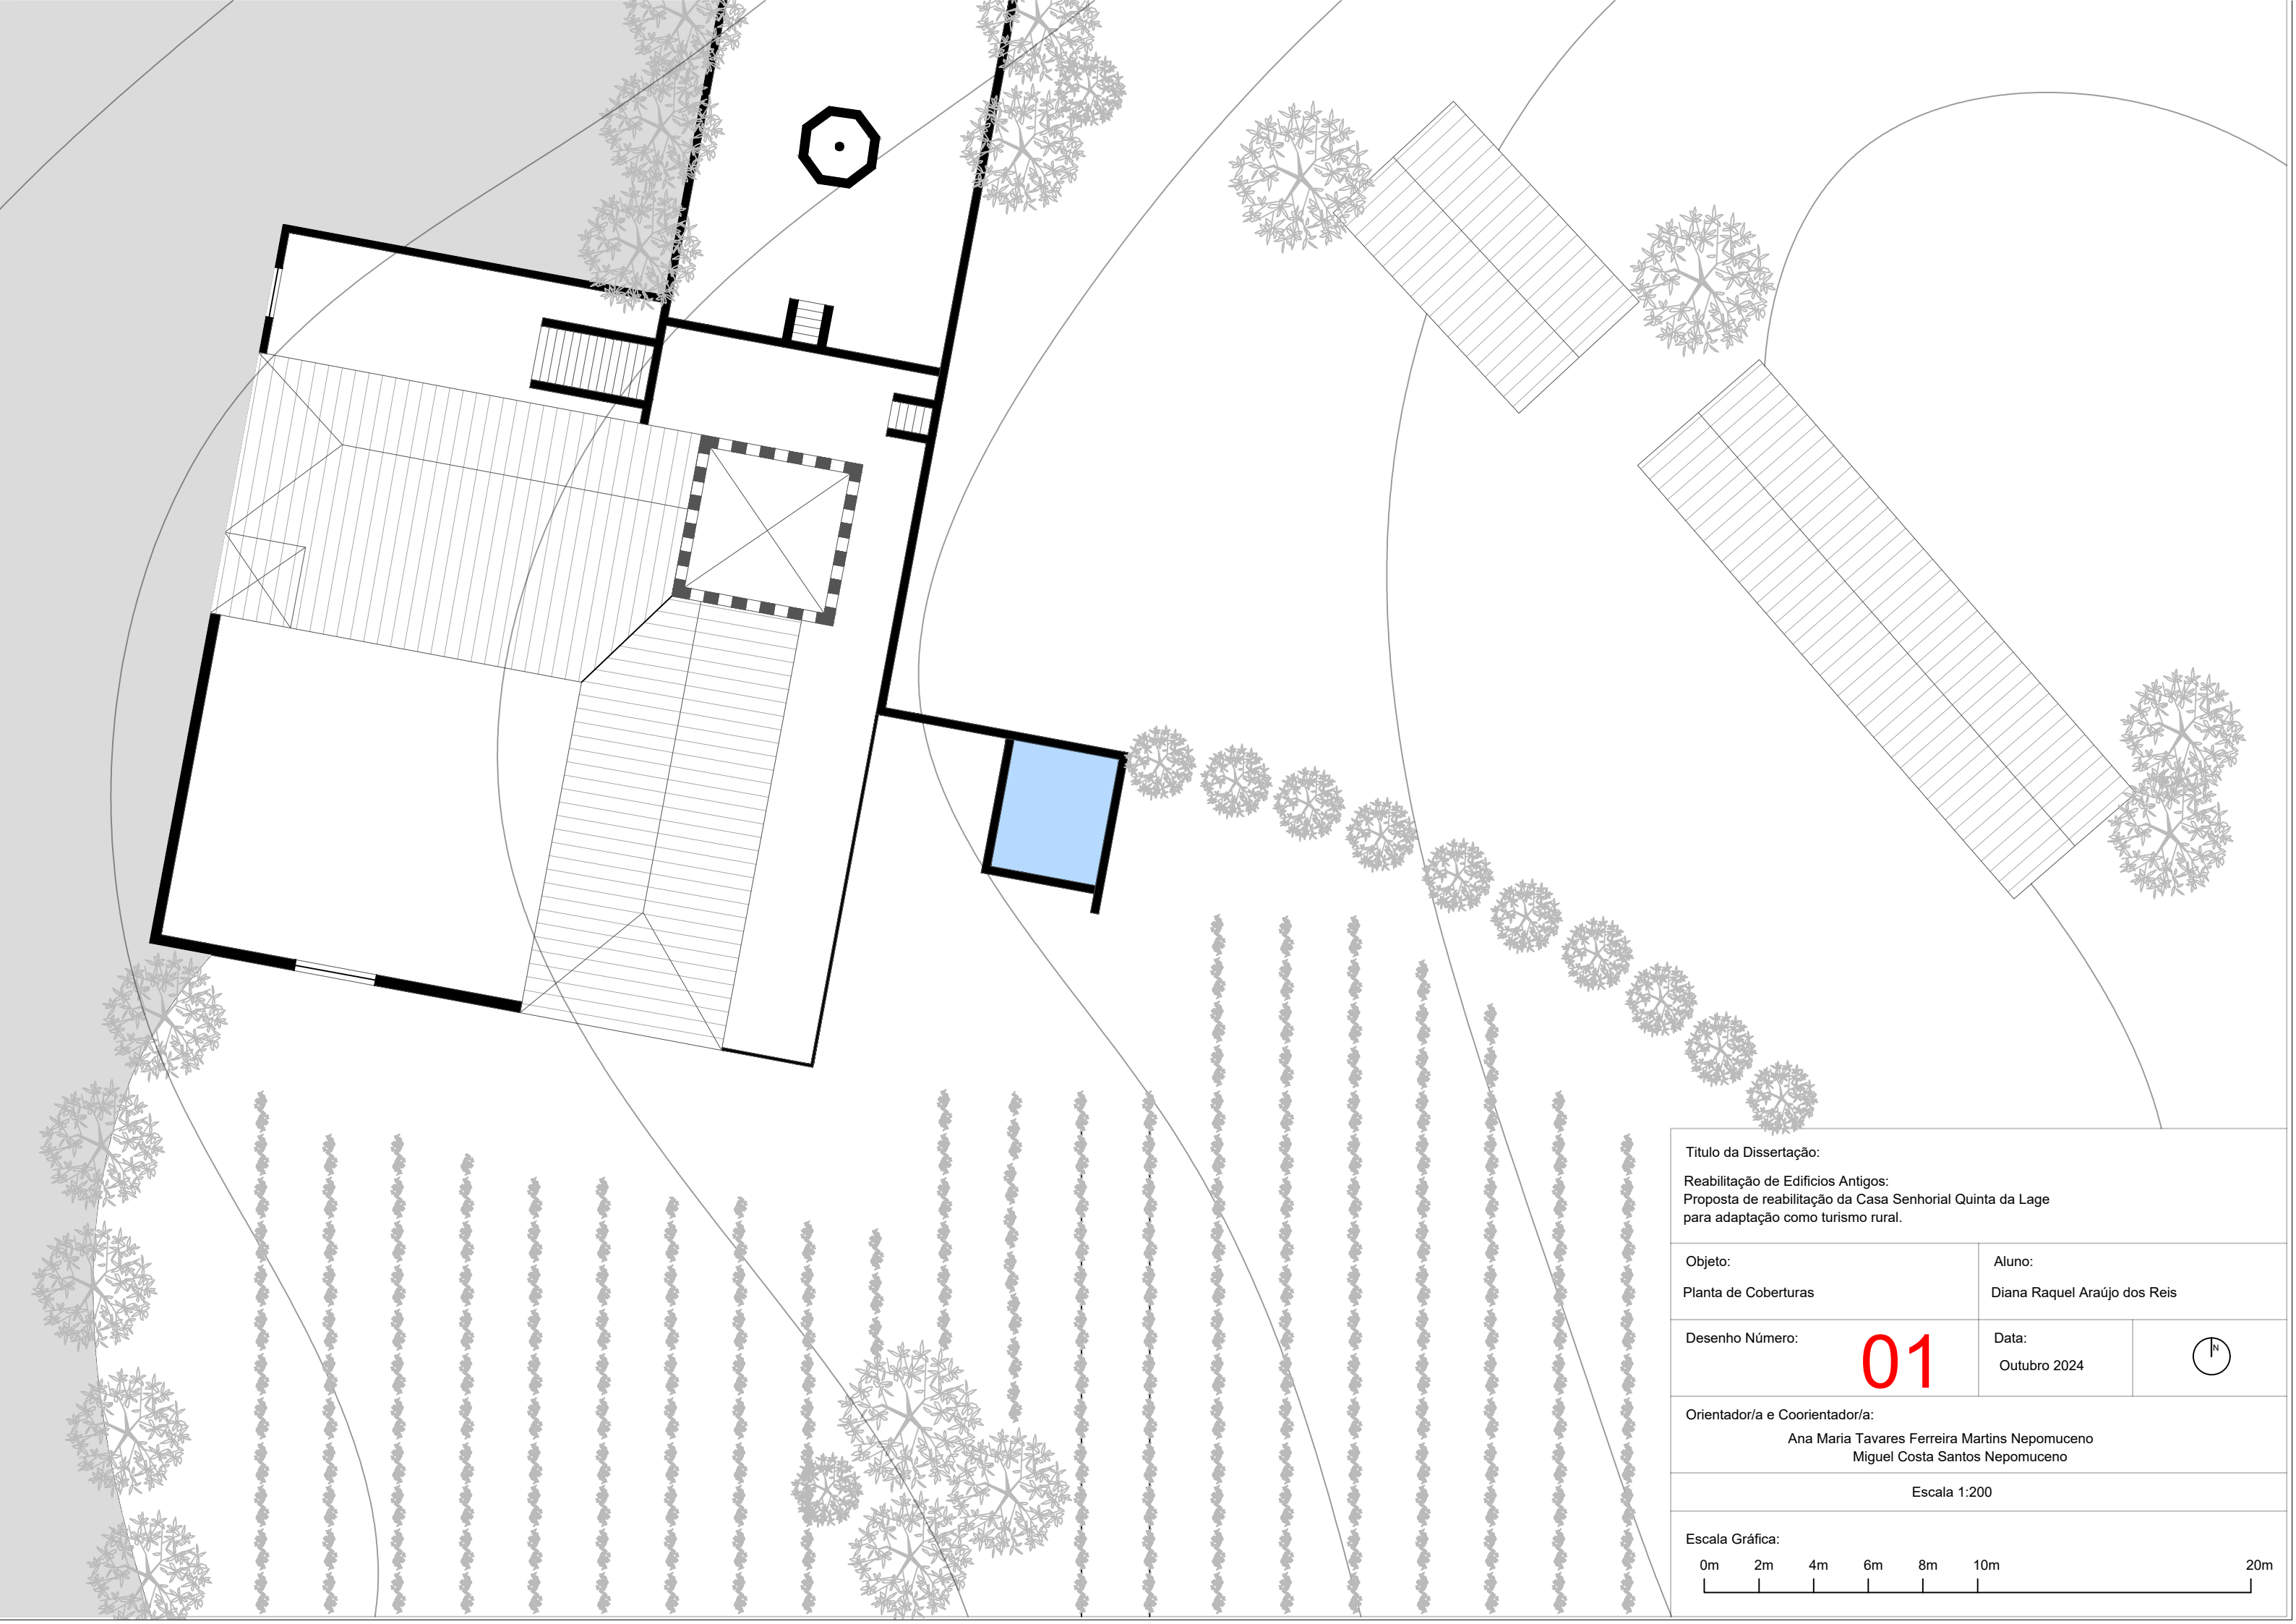 Titulo da Dissertação:
Reabilitação de Edificios Antigos:
Proposta de reabilitação da Casa Senhorial Quinta da Lage
para adaptação como turismo rural.
Objeto:
Planta de Coberturas
Aluno:
Diana Raquel Araújo dos Reis
Desenho Número:
01
Data:
Outubro 2024
N
Orientador/a e Coorientador/a:
Ana Maria Tavares Ferreira Martins Nepomuceno
Miguel Costa Santos Nepomuceno
Escala 1:200
Escala Gráfica:
0m 2m 4m 6m 8m 10m 20m